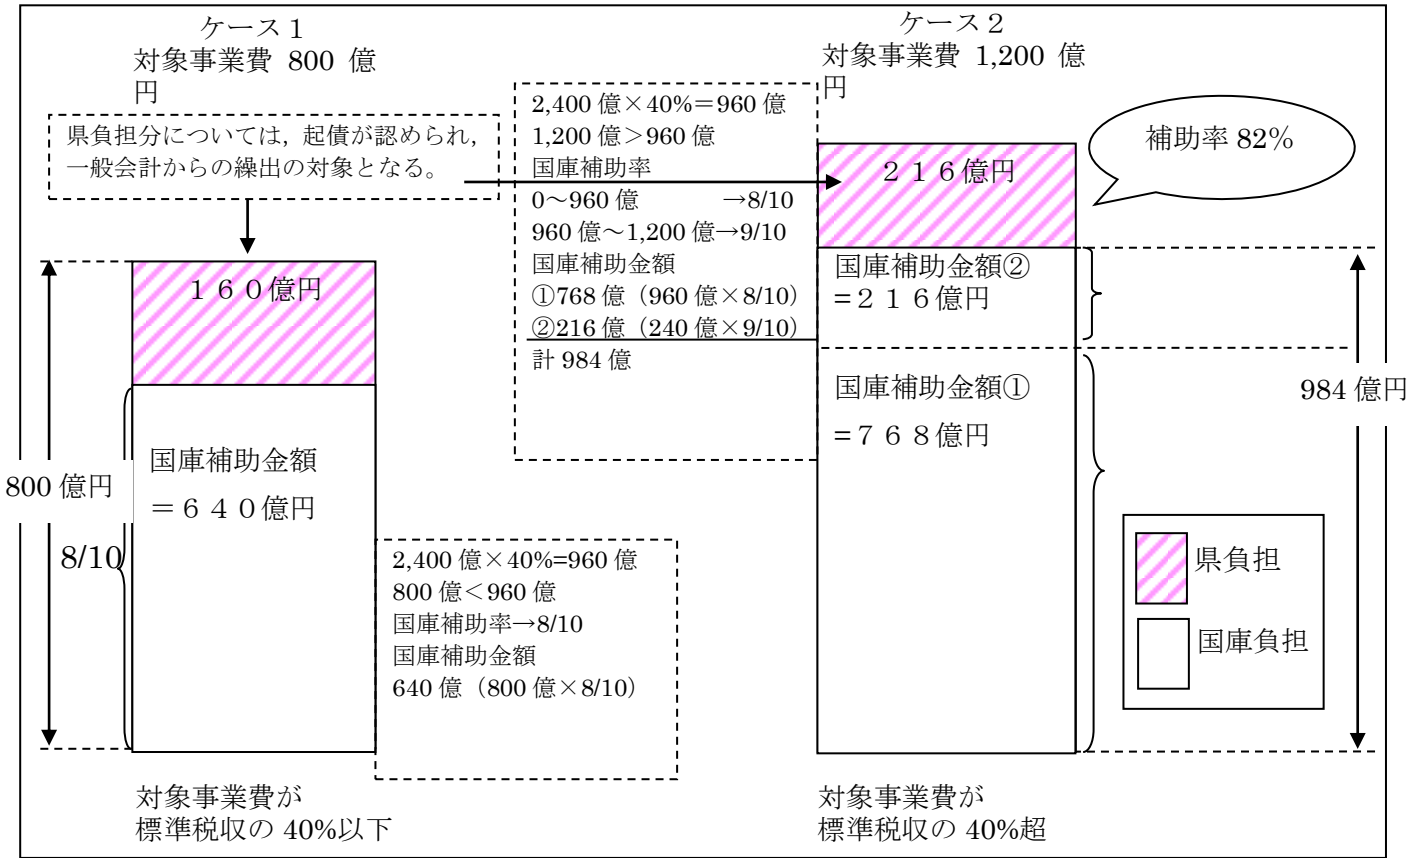 ケース1
対象事業費 800 億
円
県負担分については，起債が認められ，
一般会計からの繰出の対象となる。
１６０億円
800 億円
8/10
国庫補助金額
＝６４０億円
2,400 億×40%=960 億
800 億＜960 億
国庫補助率→8/10
国庫補助金額
640 億（800 億×8/10）
対象事業費が
標準税収の 40%以下
2,400 億×40%＝960 億
1,200 億＞960 億
国庫補助率
0～960 億 →8/10
960 億～1,200 億→9/10
国庫補助金額
①768 億（960 億×8/10）
②216 億（240 億×9/10）
計 984 億
ケース２
対象事業費 1,200 億
円
２１６億円
補助率 82%
国庫補助金額②
=２１６億円
国庫補助金額①
=７６８億円
984 億円
県負担
国庫負担
対象事業費が
標準税収の 40%超